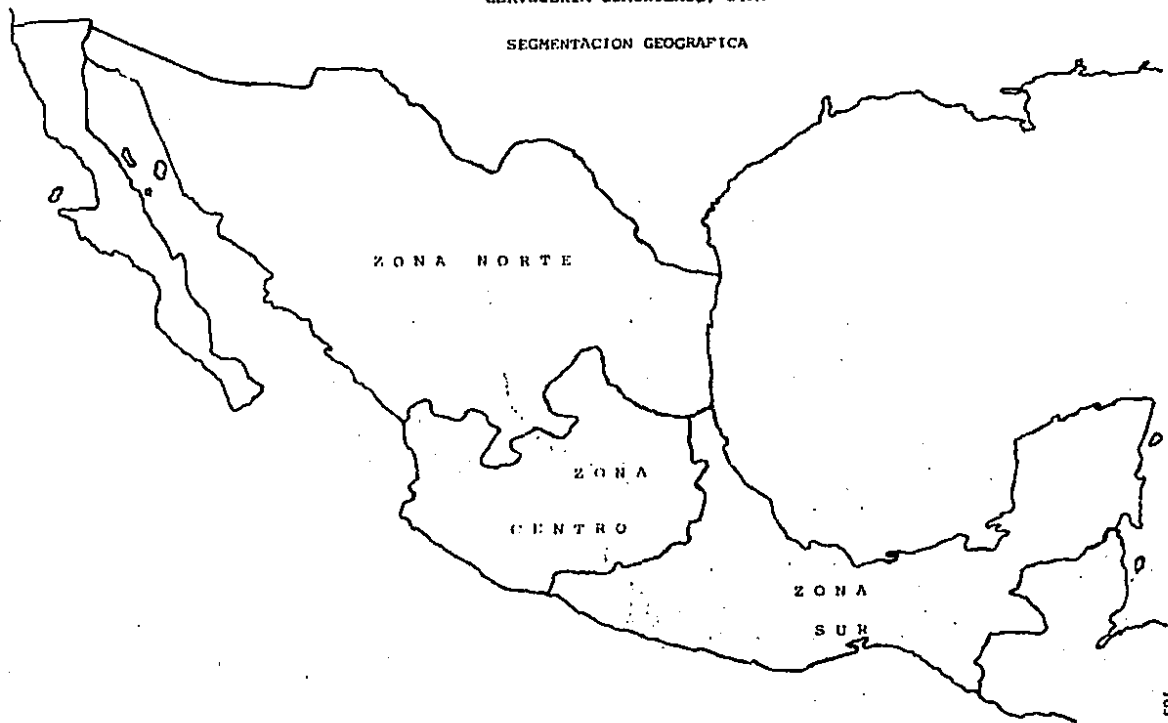 SEGMENTACION GEOGRAFICA
ZONA NORTE
ZONA
CENTRO
ZONA
SUR